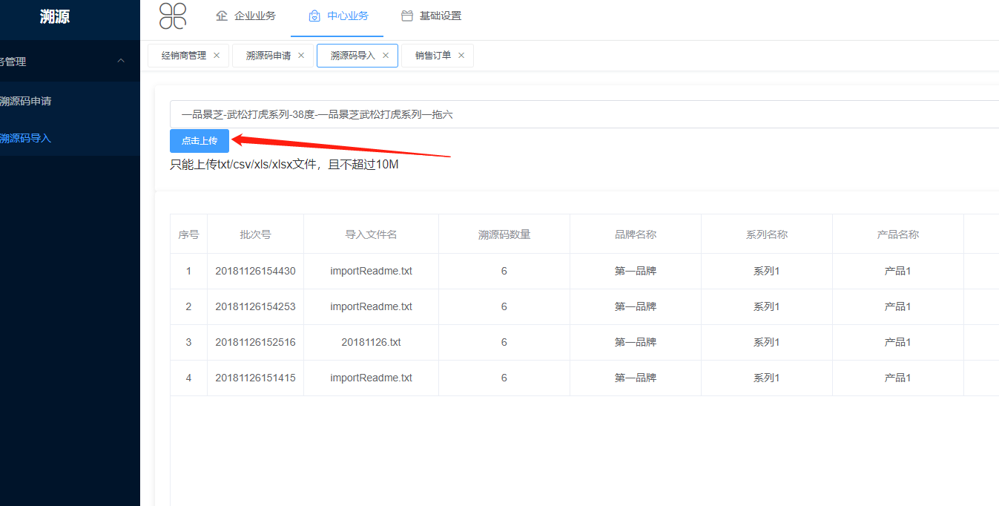 溯源
企业业务 中心业务 基础设置
务管理
经销商管理 × 溯源码申请 × 溯源码导入 × 销售订单 ×
溯源码申请
溯源码导入
一品景芝-武松打虎系列-38度-一品景芝武松打虎系列一拖六
点击上传
只能上传txt/csv/xls/xlsx文件，且不超过10M
序号 批次号 导入文件名 溯源码数量 品牌名称 系列名称 产品名称
1 20181126154430 importReadme.txt 6 第一品牌 系列1 产品1
2 20181126154253 importReadme.txt 6 第一品牌 系列1 产品1
3 20181126152516 20181126.txt 6 第一品牌 系列1 产品1
4 20181126151415 importReadme.txt 6 第一品牌 系列1 产品1